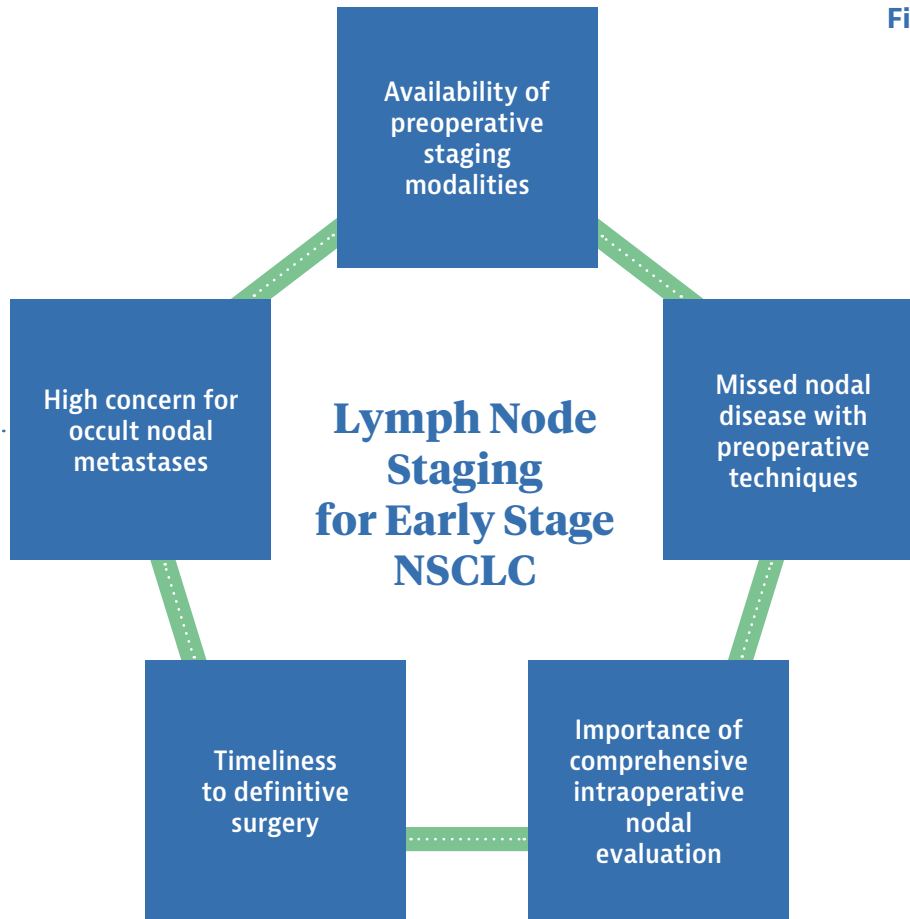 Fi
Availability of
preoperative
staging
modalities
High concern for
occult nodal
metastases
Lymph Node
Staging
for Early Stage
NSCLC
Missed nodal
disease with
preoperative
techniques
Timeliness
to definitive
surgery
Importance of
comprehensive
intraoperative
nodal
evaluation